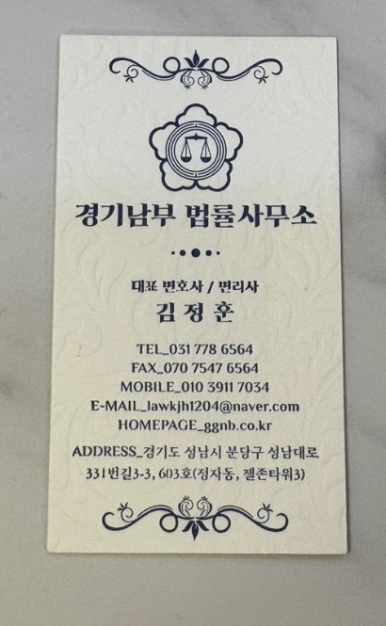 경기남부 법률사무소
대표 변호사 / 변리사
김정훈
TEL_031 778 6564
FAX_070 7547 6564
MOBILE_010 3911 7034
E-MAIL_lawkjh1204@naver.com
HOMEPAGE_ggnb.co.kr
ADDRESS_경기도 성남시 분당구 성남대로
331번길3-3, 603호(정자동, 젤존타워3)